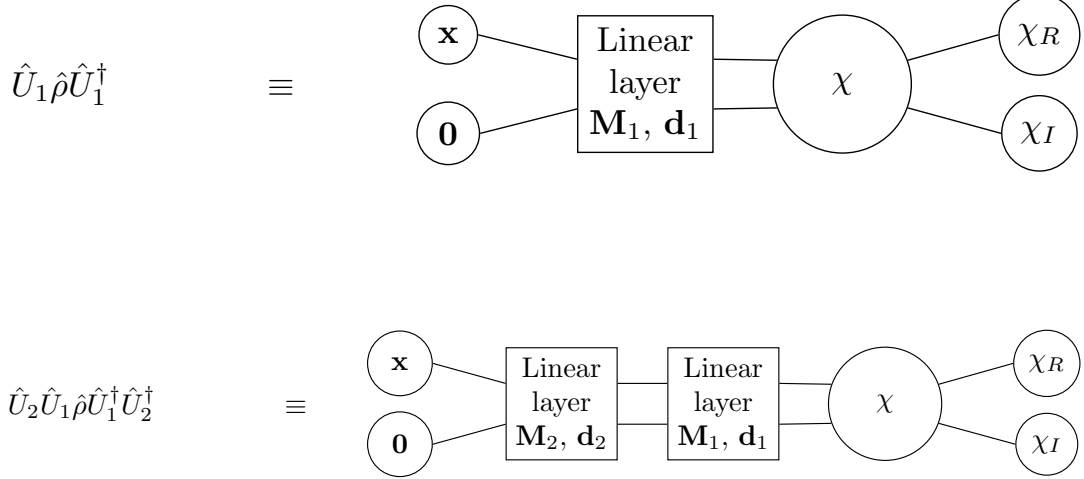 Û₁ρ̂Û₁† ≡
x
0
Linear
layer
M₁, d₁
χ
χ_R
χ_I
Û₂Û₁ρ̂Û₁†Û₂† ≡
x
0
Linear
layer
M₂, d₂
Linear
layer
M₁, d₁
χ
χ_R
χ_I